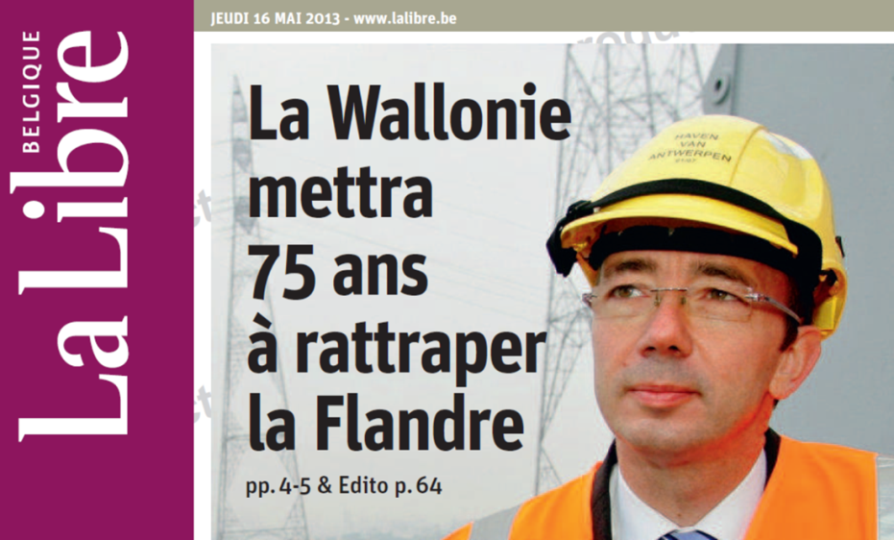 La Libre
BELGIQUE
JEUDI 16 MAI 2013 - www.lalibre.be
La Wallonie
mettra
75 ans
à rattraper
la Flandre
pp. 4-5 & Edito p. 64
HAVEN
VAN
ANTWERPEN